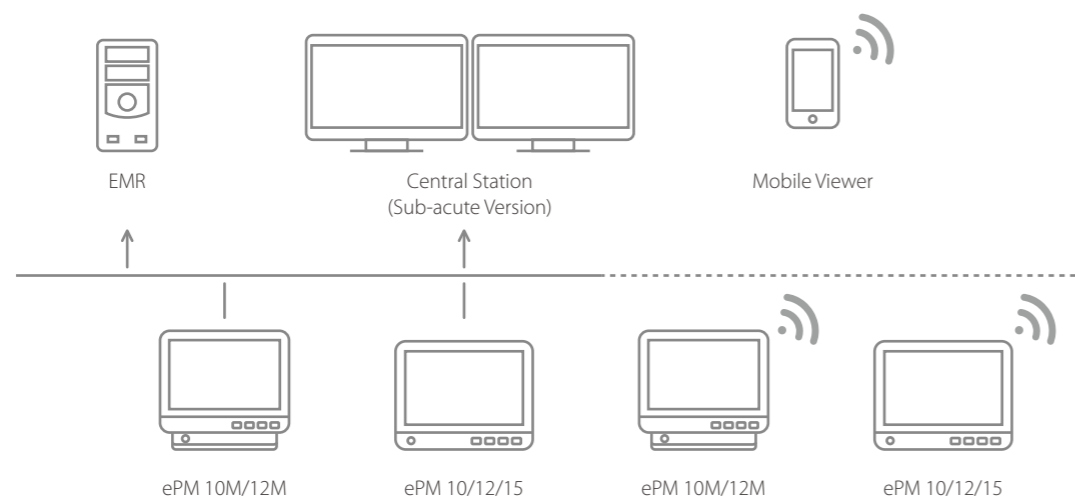 EMR
Central Station
(Sub-acute Version)
Mobile Viewer
ePM 10M/12M
ePM 10/12/15
ePM 10M/12M
ePM 10/12/15